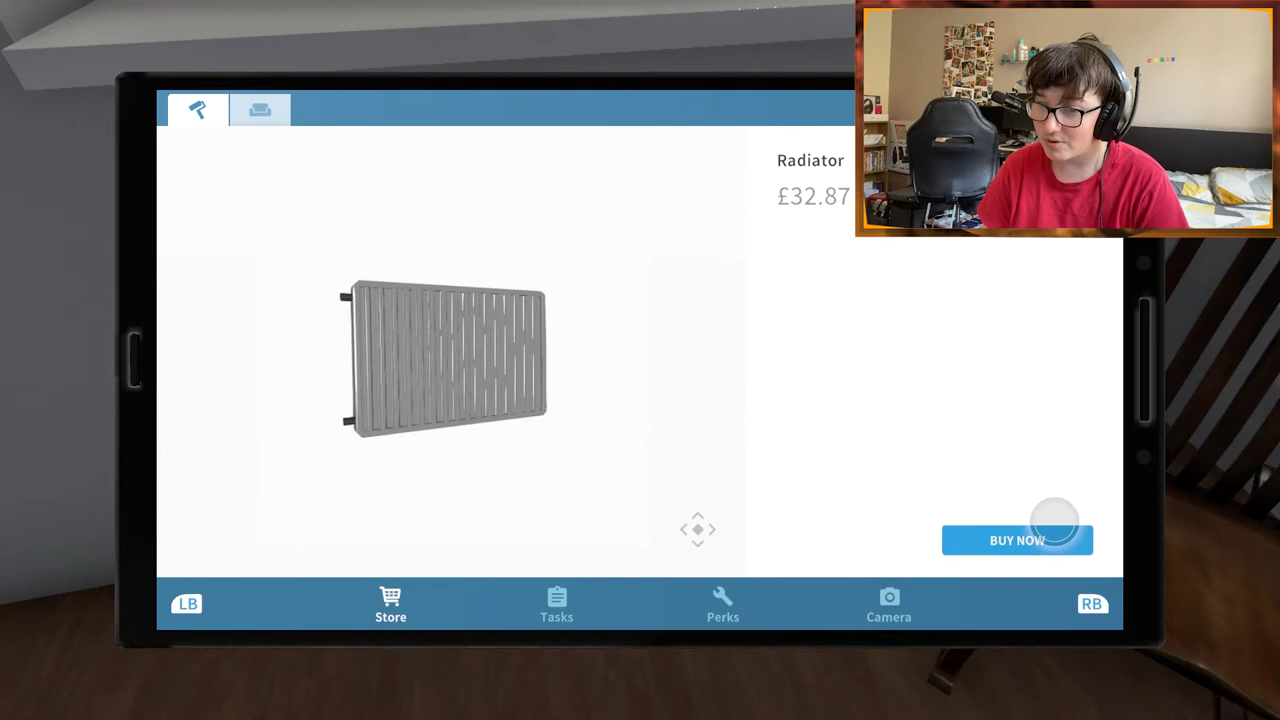 Radiator
£32.87
BUY NOW
LB
Store
Tasks
Perks
Camera
RB